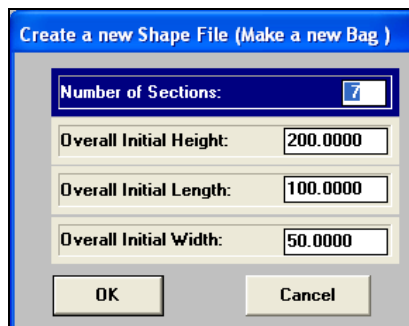 Create a new Shape File (Make a new Bag )
Number of Sections: 7
Overall Initial Height: 200.0000
Overall Initial Length: 100.0000
Overall Initial Width: 50.0000
OK Cancel